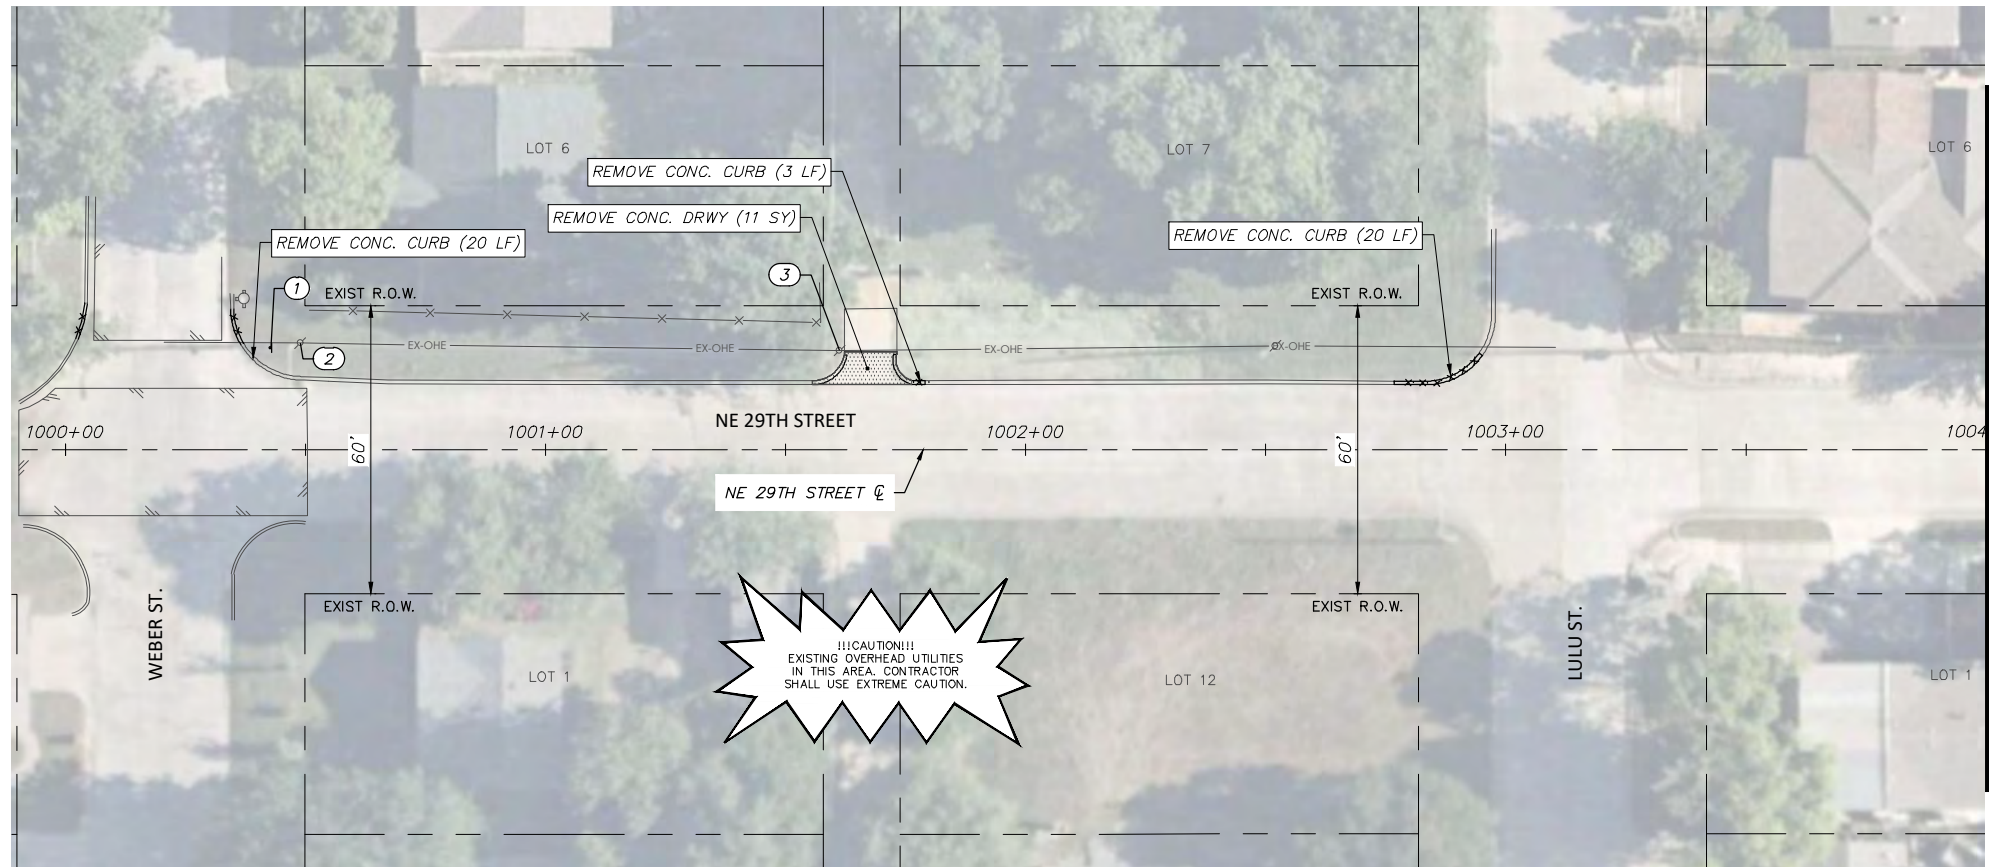 LOT 6
LOT 7
LOT 6
REMOVE CONC. CURB (3 LF)
REMOVE CONC. DRWY (11 SY)
REMOVE CONC. CURB (20 LF)
REMOVE CONC. CURB (20 LF)
1
2
3
EXIST R.O.W.
EXIST R.O.W.
EX-OHE
EX-OHE
EX-OHE
EX-OHE
NE 29TH STREET
1000+00
1001+00
1002+00
1003+00
1004
60'
60'
NE 29TH STREET ℄
EXIST R.O.W.
EXIST R.O.W.
WEBER ST.
LULU ST.
!!!CAUTION!!!
EXISTING OVERHEAD UTILITIES
IN THIS AREA. CONTRACTOR
SHALL USE EXTREME CAUTION.
LOT 1
LOT 12
LOT 1